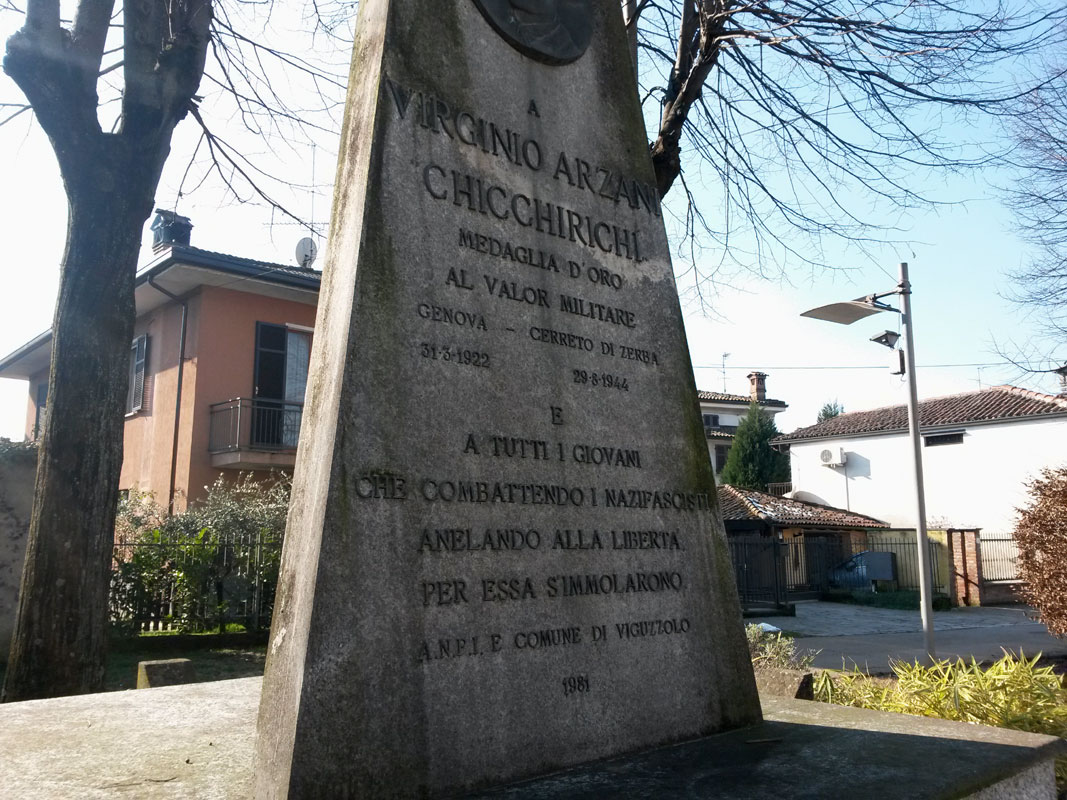 A
VIRGINIO ARZANI
"CHICCHIRICHÌ"
MEDAGLIA D'ORO
AL VALOR MILITARE
GENOVA - CERRETO DI ZERBA
31·3·1922 29·8·1944
E
A TUTTI I GIOVANI
CHE COMBATTENDO I NAZIFASCISTI
ANELANDO ALLA LIBERTÀ
PER ESSA S'IMMOLARONO
A.N.P.I. E COMUNE DI VIGUZZOLO
1981